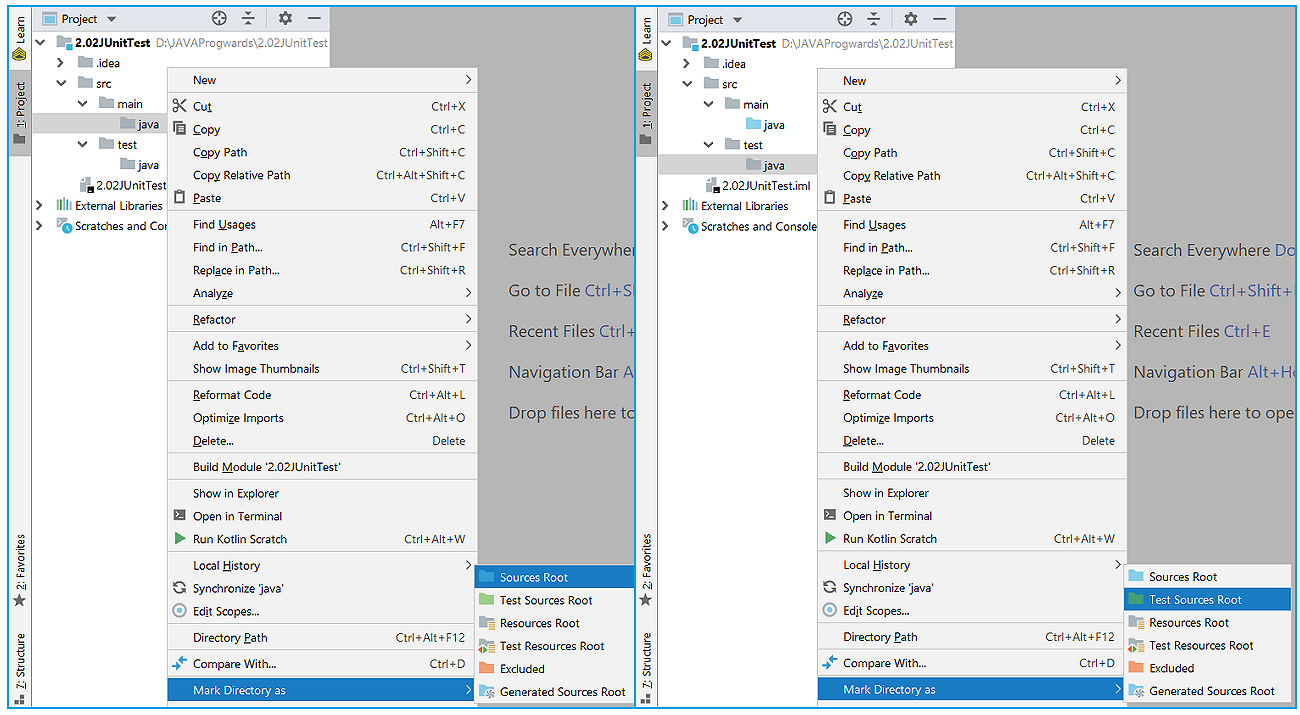 Project
2.02JUnitTest D:\JAVAProgwards\2.02JUnitTest
.idea
src
main
java
test
java
2.02JUnitTest
External Libraries
Scratches and Cor
Learn
1: Project
2: Favorites
Z: Structure
New
Cut Ctrl+X
Copy Ctrl+C
Copy Path Ctrl+Shift+C
Copy Relative Path Ctrl+Alt+Shift+C
Paste Ctrl+V
Find Usages Alt+F7
Find in Path... Ctrl+Shift+F
Replace in Path... Ctrl+Shift+R
Analyze
Refactor
Add to Favorites
Show Image Thumbnails Ctrl+Shift+T
Reformat Code Ctrl+Alt+L
Optimize Imports Ctrl+Alt+O
Delete... Delete
Build Module '2.02JUnitTest'
Show in Explorer
Open in Terminal
Run Kotlin Scratch Ctrl+Alt+W
Local History
Synchronize 'java'
Edit Scopes...
Directory Path Ctrl+Alt+F12
Compare With... Ctrl+D
Mark Directory as
Sources Root
Test Sources Root
Resources Root
Test Resources Root
Excluded
Generated Sources Root
Search Everywher
Go to File Ctrl+Sh
Recent Files Ctrl+
Navigation Bar A
Drop files here to
Project
2.02JUnitTest D:\JAVAProgwards\2.02JUnitTest
.idea
src
main
java
test
java
2.02JUnitTest.iml
External Libraries
Scratches and Console
Learn
1: Project
2: Favorites
Z: Structure
New
Cut Ctrl+X
Copy Ctrl+C
Copy Path Ctrl+Shift+C
Copy Relative Path Ctrl+Alt+Shift+C
Paste Ctrl+V
Find Usages Alt+F7
Find in Path... Ctrl+Shift+F
Replace in Path... Ctrl+Shift+R
Analyze
Refactor
Add to Favorites
Show Image Thumbnails Ctrl+Shift+T
Reformat Code Ctrl+Alt+L
Optimize Imports Ctrl+Alt+O
Delete... Delete
Build Module '2.02JUnitTest'
Show in Explorer
Open in Terminal
Run Kotlin Scratch Ctrl+Alt+W
Local History
Synchronize 'java'
Edit Scopes...
Directory Path Ctrl+Alt+F12
Compare With... Ctrl+D
Mark Directory as
Sources Root
Test Sources Root
Resources Root
Test Resources Root
Excluded
Generated Sources Root
Search Everywhere Do
Go to File Ctrl+Shift+
Recent Files Ctrl+E
Navigation Bar Alt+Ho
Drop files here to ope